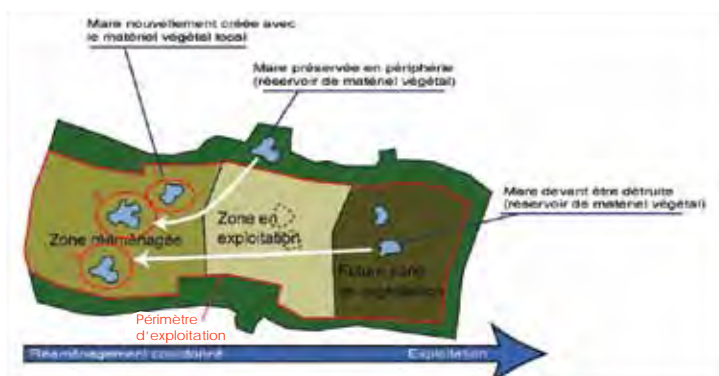 Mare nouvellement créée avec
le matériel végétal local
Mare préservée en périphérie
(réservoir de matériel végétal)
Mare devant être détruite
(réservoir de matériel végétal)
Zone en
exploitation
Zone réaménagée
Future zone
en exploitation
Périmètre
d'exploitation
Réaménagement coordonné
Exploitation